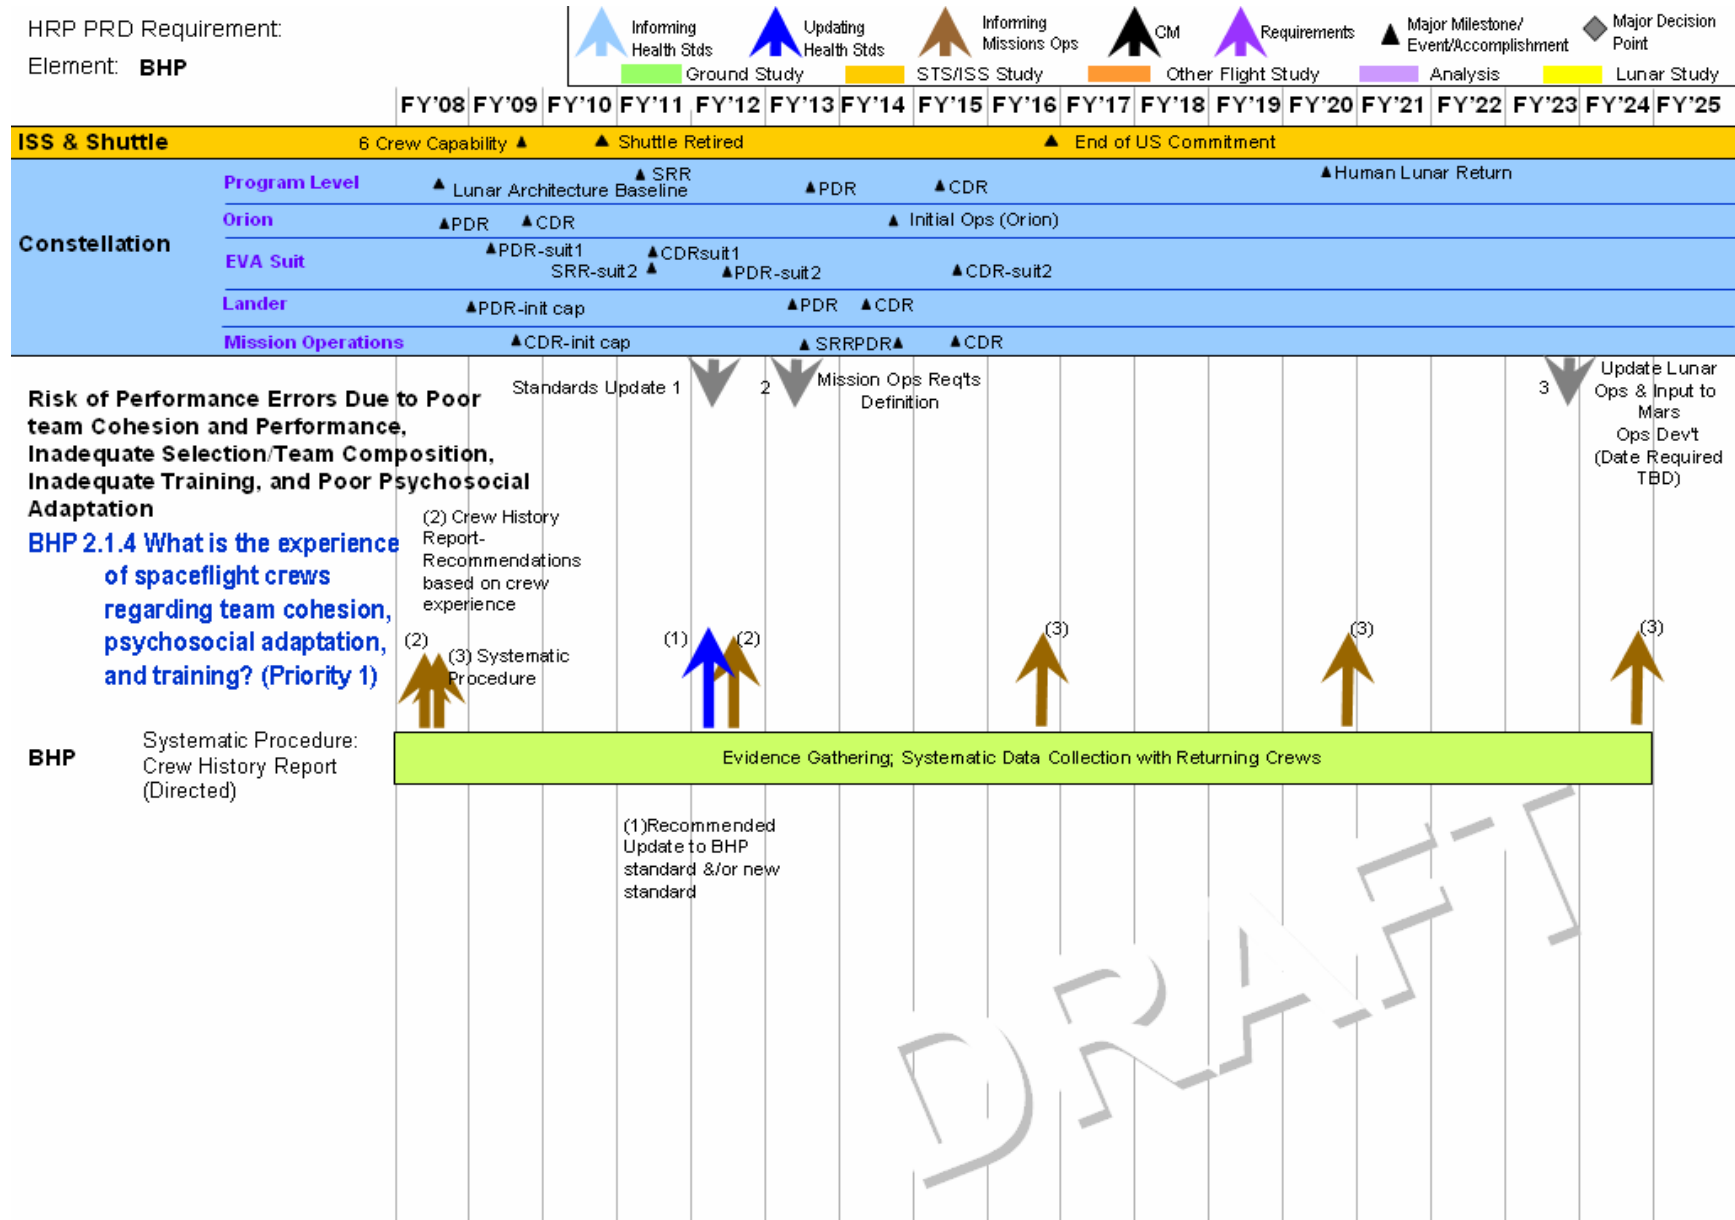 HRP PRD Requirement:
Element: BHP
Informing
Health Stds
Updating
Health Stds
Informing
Missions Ops
CM
Requirements
Major Milestone/
Event/Accomplishment
Major Decision
Point
Ground Study
STS/ISS Study
Other Flight Study
Analysis
Lunar Study
FY'08 FY'09 FY'10 FY'11 FY'12 FY'13 FY'14 FY'15 FY'16 FY'17 FY'18 FY'19 FY'20 FY'21 FY'22 FY'23 FY'24 FY'25
ISS & Shuttle
6 Crew Capability
Shuttle Retired
End of US Commitment
Constellation
Program Level
Lunar Architecture Baseline
SRR
PDR
CDR
Human Lunar Return
Orion
PDR
CDR
Initial Ops (Orion)
EVA Suit
PDR-suit1
CDRsuit1
SRR-suit2
PDR-suit2
CDR-suit2
Lander
PDR-init cap
PDR
CDR
Mission Operations
CDR-init cap
SRR
PDR
CDR
Standards Update 1
2
Mission Ops Req'ts
Definition
3
Update Lunar
Ops & Input to
Mars
Ops Dev't
(Date Required
TBD)
Risk of Performance Errors Due to Poor
team Cohesion and Performance,
Inadequate Selection/Team Composition,
Inadequate Training, and Poor Psychosocial
Adaptation
BHP 2.1.4 What is the experience
of spaceflight crews
regarding team cohesion,
psychosocial adaptation,
and training? (Priority 1)
(2) Crew History
Report-
Recommendations
based on crew
experience
(2)
(3) Systematic
Procedure
(1)
(2)
(3)
(3)
(3)
BHP
Systematic Procedure:
Crew History Report
(Directed)
Evidence Gathering; Systematic Data Collection with Returning Crews
(1)Recommended
Update to BHP
standard &/or new
standard
DRAFT